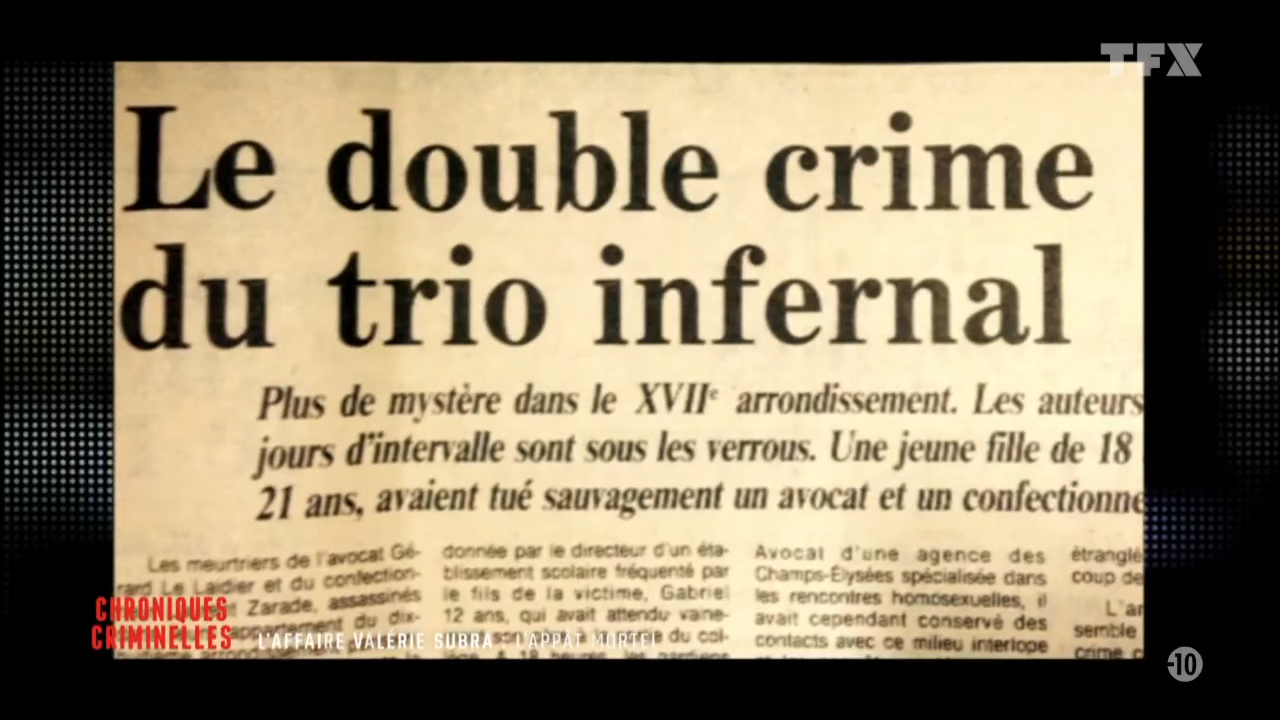 TFX
Le double crime
du trio infernal
Plus de mystère dans le XVIIe arrondissement. Les auteurs
jours d'intervalle sont sous les verrous. Une jeune fille de 18
21 ans, avaient tué sauvagement un avocat et un confectionne
Les meurtriers de l'avocat Gé-
rard Le Laidier et du confection-
Zarade, assassinés
du dix-
donnée par le directeur d'un éta-
blissement scolaire fréquenté par
le fils de la victime, Gabriel
12 ans, qui avait attendu vaine-
e du col-
Avocat d'une agence des
Champs-Élysées spécialisée dans
les rencontres homosexuelles, il
avait cependant conservé des
contacts avec ce milieu interlope
étranglé
coup de
L'ar
semble
crime c
CHRONIQUES
CRIMINELLES
L'AFFAIRE VALÉRIE SUBRA : L'APPÂT MORTEL
-10